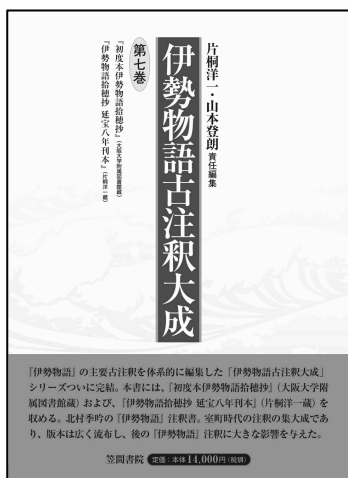 片桐洋一・山本登朗 責任編集
伊勢物語古注釈大成
第七巻
『初度本伊勢物語拾穂抄』(大阪大学附属図書館蔵)
『伊勢物語拾穂抄 延宝八年刊本』(片桐洋一蔵)
『伊勢物語』の主要古注釈を体系的に編集した「伊勢物語古注釈大成」
シリーズついに完結。本書には、『初度本伊勢物語拾穂抄』(大阪大学附
属図書館蔵)および、『伊勢物語拾穂抄 延宝八年刊本』(片桐洋一蔵)を
収める。北村季吟の『伊勢物語』注釈書。室町時代の注釈の集大成であ
り、版本は広く流布し、後の『伊勢物語』注釈に大きな影響を与えた。
笠間書院 定価:本体14,000円(税別)